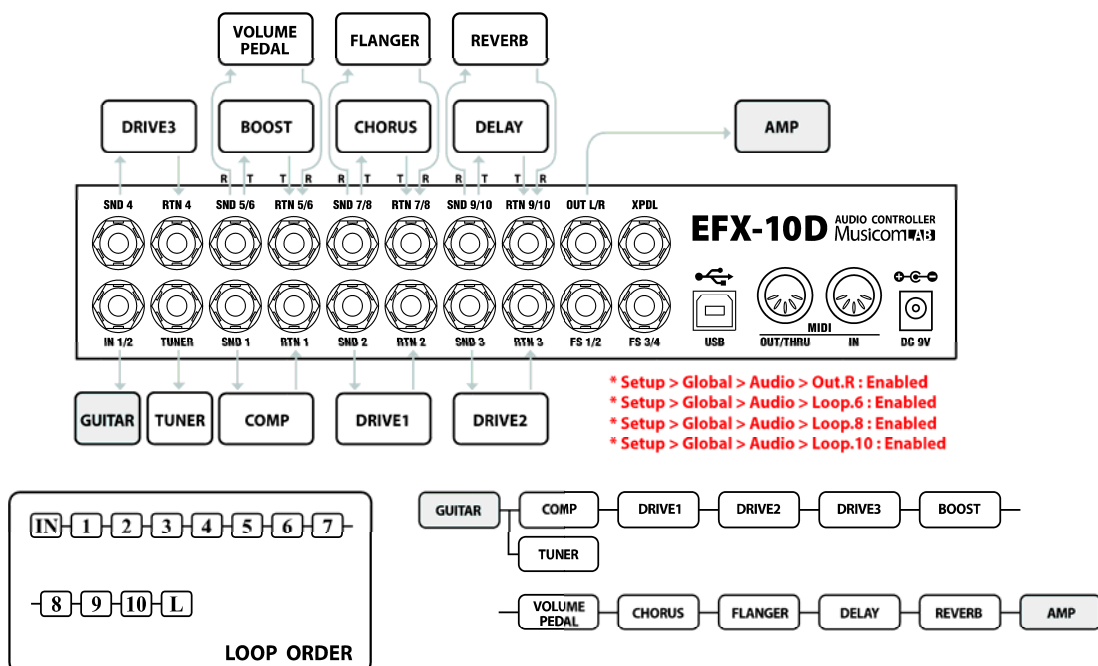 VOLUME
PEDAL
FLANGER
REVERB
DRIVE3
BOOST
CHORUS
DELAY
AMP
R T T R R T T R R T T R
SND 4 RTN 4 SND 5/6 RTN 5/6 SND 7/8 RTN 7/8 SND 9/10 RTN 9/10 OUT L/R XPDL
EFX-10D AUDIO CONTROLLER
MusicomLAB
IN 1/2 TUNER SND 1 RTN 1 SND 2 RTN 2 SND 3 RTN 3 FS 1/2 FS 3/4 USB OUT/THRU MIDI IN DC 9V
GUITAR
TUNER
COMP
DRIVE1
DRIVE2
* Setup > Global > Audio > Out.R : Enabled
* Setup > Global > Audio > Loop.6 : Enabled
* Setup > Global > Audio > Loop.8 : Enabled
* Setup > Global > Audio > Loop.10 : Enabled
IN 1 2 3 4 5 6 7
8 9 10 L
LOOP ORDER
GUITAR COMP DRIVE1 DRIVE2 DRIVE3 BOOST
TUNER
VOLUME
PEDAL
CHORUS FLANGER DELAY REVERB AMP